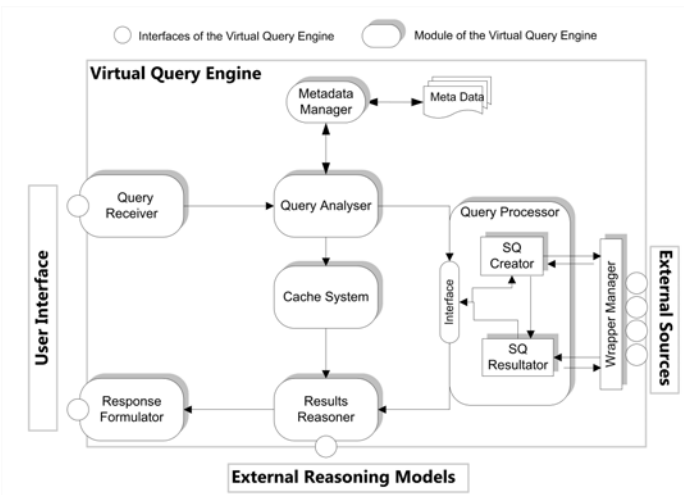 Interfaces of the Virtual Query Engine
Module of the Virtual Query Engine
Virtual Query Engine
Metadata
Manager
Meta Data
Query
Receiver
Query Analyser
Query Processor
SQ
Creator
Interface
Cache System
SQ
Resultator
Wrapper Manager
External Sources
User Interface
Response
Formulator
Results
Reasoner
External Reasoning Models